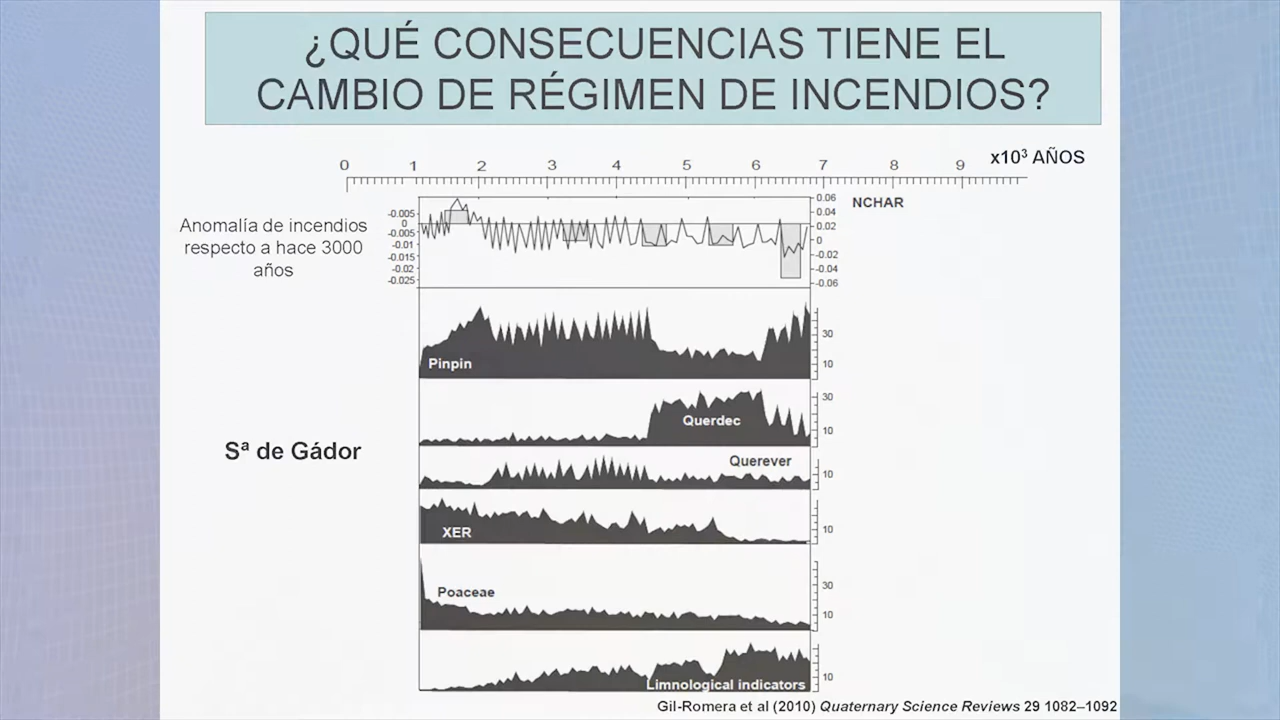 ¿QUÉ CONSECUENCIAS TIENE EL
CAMBIO DE RÉGIMEN DE INCENDIOS?
0 1 2 3 4 5 6 7 8 9 x10³ AÑOS
Anomalía de incendios
respecto a hace 3000
años
-0.005
0
-0.005
-0.01
-0.015
-0.02
-0.025
0.06
0.04
0.02
0
-0.02
-0.04
-0.06
NCHAR
Pinpin
30
10
Querdec
30
10
Querever
10
Sª de Gádor
XER
10
Poaceae
30
10
Limnological indicators
10
Gil-Romera et al (2010) Quaternary Science Reviews 29 1082–1092